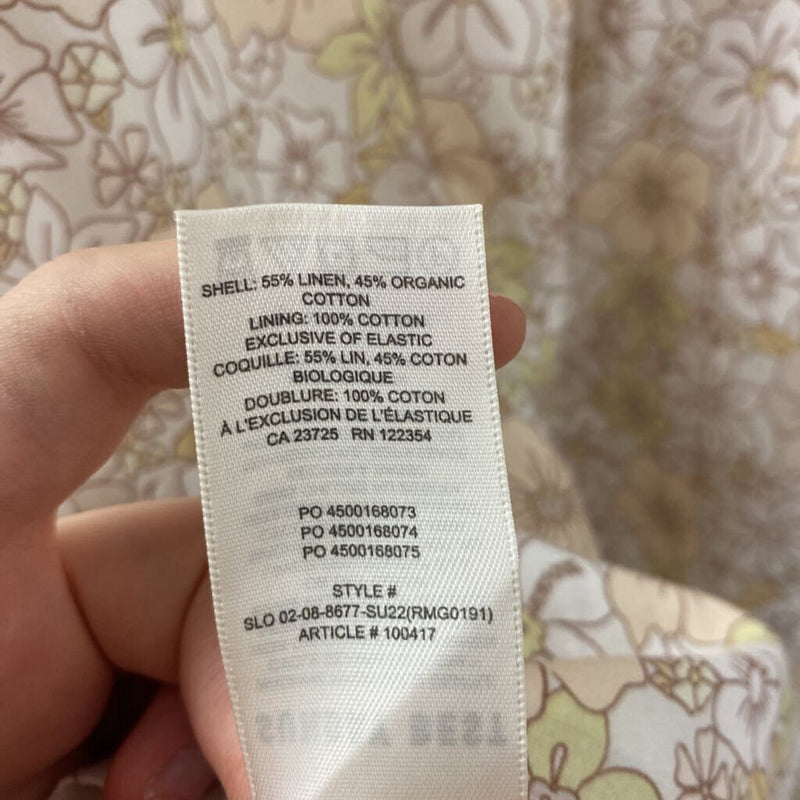 SHELL: 55% LINEN, 45% ORGANIC
COTTON
LINING: 100% COTTON
EXCLUSIVE OF ELASTIC
COQUILLE: 55% LIN, 45% COTON
BIOLOGIQUE
DOUBLURE: 100% COTON
À L'EXCLUSION DE L'ÉLASTIQUE
CA 23725 RN 122354
PO 4500168073
PO 4500168074
PO 4500168075
STYLE #
SLO 02-08-8677-SU22(RMG0191)
ARTICLE # 100417